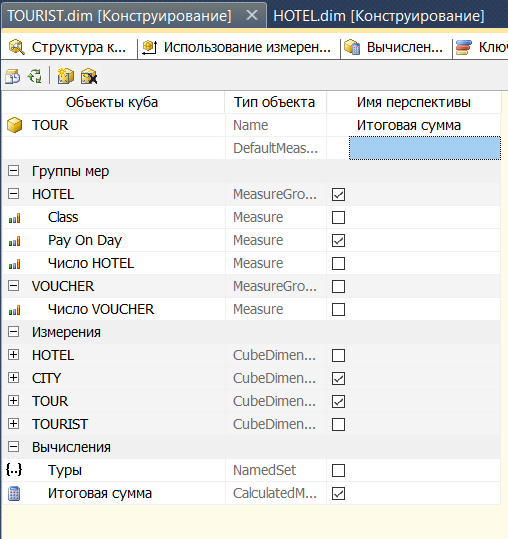 TOURIST.dim [Конструирование] HOTEL.dim [Конструирование]
Структура к... Использование измерен... Вычислен... Ключ
Объекты куба Тип объекта Имя перспективы
TOUR Name Итоговая сумма
DefaultMeas...
Группы мер
HOTEL MeasureGro...
Class Measure
Pay On Day Measure
Число HOTEL Measure
VOUCHER MeasureGro...
Число VOUCHER Measure
Измерения
HOTEL CubeDimen...
CITY CubeDimen...
TOUR CubeDimen...
TOURIST CubeDimen...
Вычисления
Туры NamedSet
Итоговая сумма CalculatedM...